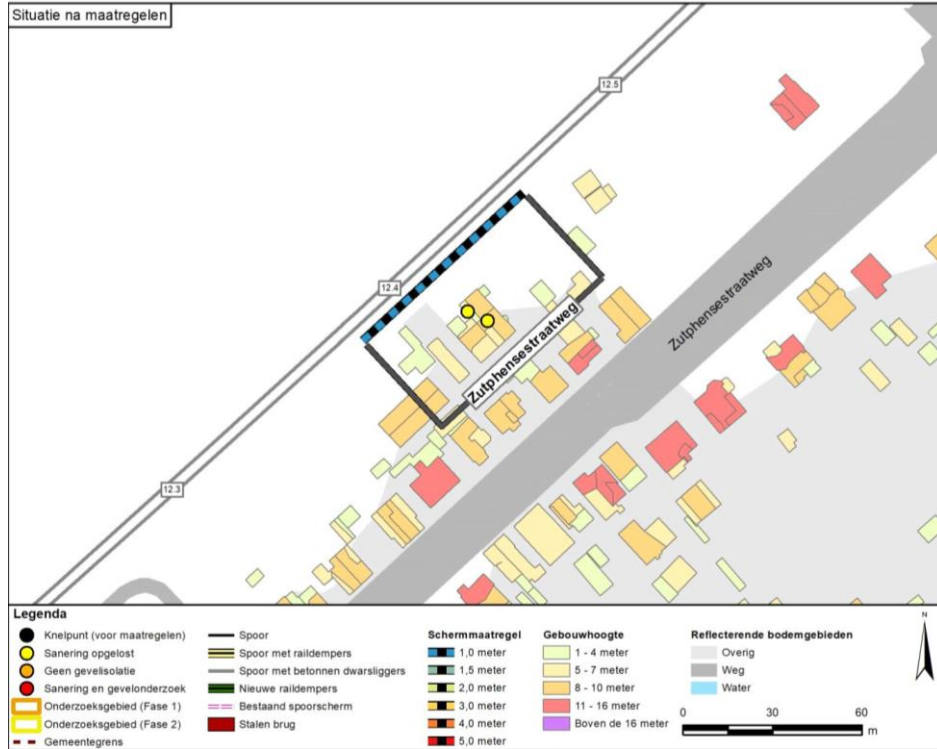 Situatie na maatregelen
12.5
12.4
Zutphensestraatweg
Zutphensestraatweg
12.3
Legenda
Knelpunt (voor maatregelen)
Sanering opgelost
Geen gevelisolatie
Sanering en gevelonderzoek
Onderzoeksgebied (Fase 1)
Onderzoeksgebied (Fase 2)
Gemeentegrens
Spoor
Spoor met raildempers
Spoor met betonnen dwarsliggers
Nieuwe raildempers
Bestaand spoorscherm
Stalen brug
Schermmaatregel
1,0 meter
1,5 meter
2,0 meter
3,0 meter
4,0 meter
5,0 meter
Gebouwhoogte
1 - 4 meter
5 - 7 meter
8 - 10 meter
11 - 16 meter
Boven de 16 meter
Reflecterende bodemgebieden
Overig
Weg
Water
N
0 30 60
m